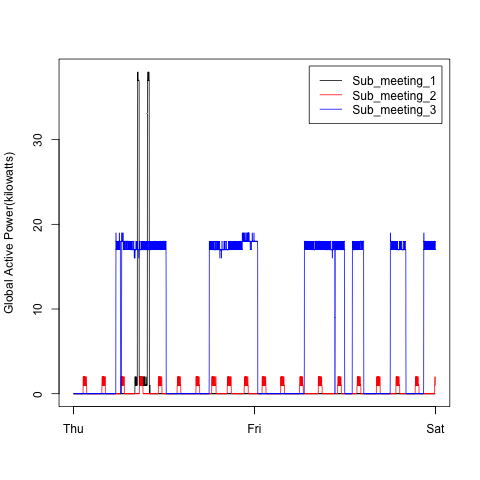 Sub_meeting_1
Sub_meeting_2
Sub_meeting_3
Global Active Power(kilowatts)
30
20
10
0
Thu Fri Sat